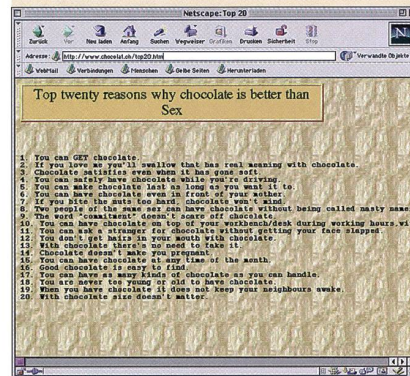 Netscape: Top 20
Zurück Vor Neu laden Anfang Suchen Wegweiser Grafiken Drucken Sicherheit Stop
Adresse: http://www.chocolat.ch/top20.htm Verwandte Objekte
WebMail Verbindungen Menschen Gelbe Seiten Herunterladen
Top twenty reasons why chocolate is better than
Sex
1. You can GET chocolate.
2. If you love me you'll swallow that has real meaning with chocolate.
3. Chocolate satisfies even when it has gone soft.
4. You can safely have chocolate while you're driving.
5. You can make chocolate last as long as you want it to.
6. You can have chocolate even in front of your mother.
7. If you bite the nuts too hard, chocolate won't mind.
8. Two people of the same sex can have chocolate without being called nasty name
9. The word "commitment" doesn't scare off chocolate.
10. You can have chocolate on top of your workbench/desk during working hours,wi
11. You can ask a stranger for chocolate without getting your face slapped.
12. You don't get hairs in your mouth with chocolate.
13. With chocolate there's no need to fake it.
14. Chocolate doesn't make you pregnant.
15. You can have chocolate at any time of the month.
16. Good chocolate is easy to find.
17. You can have as many kinds of chocolate as you can handle.
18. You are never too young or old to have chocolate.
19. When you have chocolate it does not keep your neighbours awake.
20. With chocolate size doesn't matter.